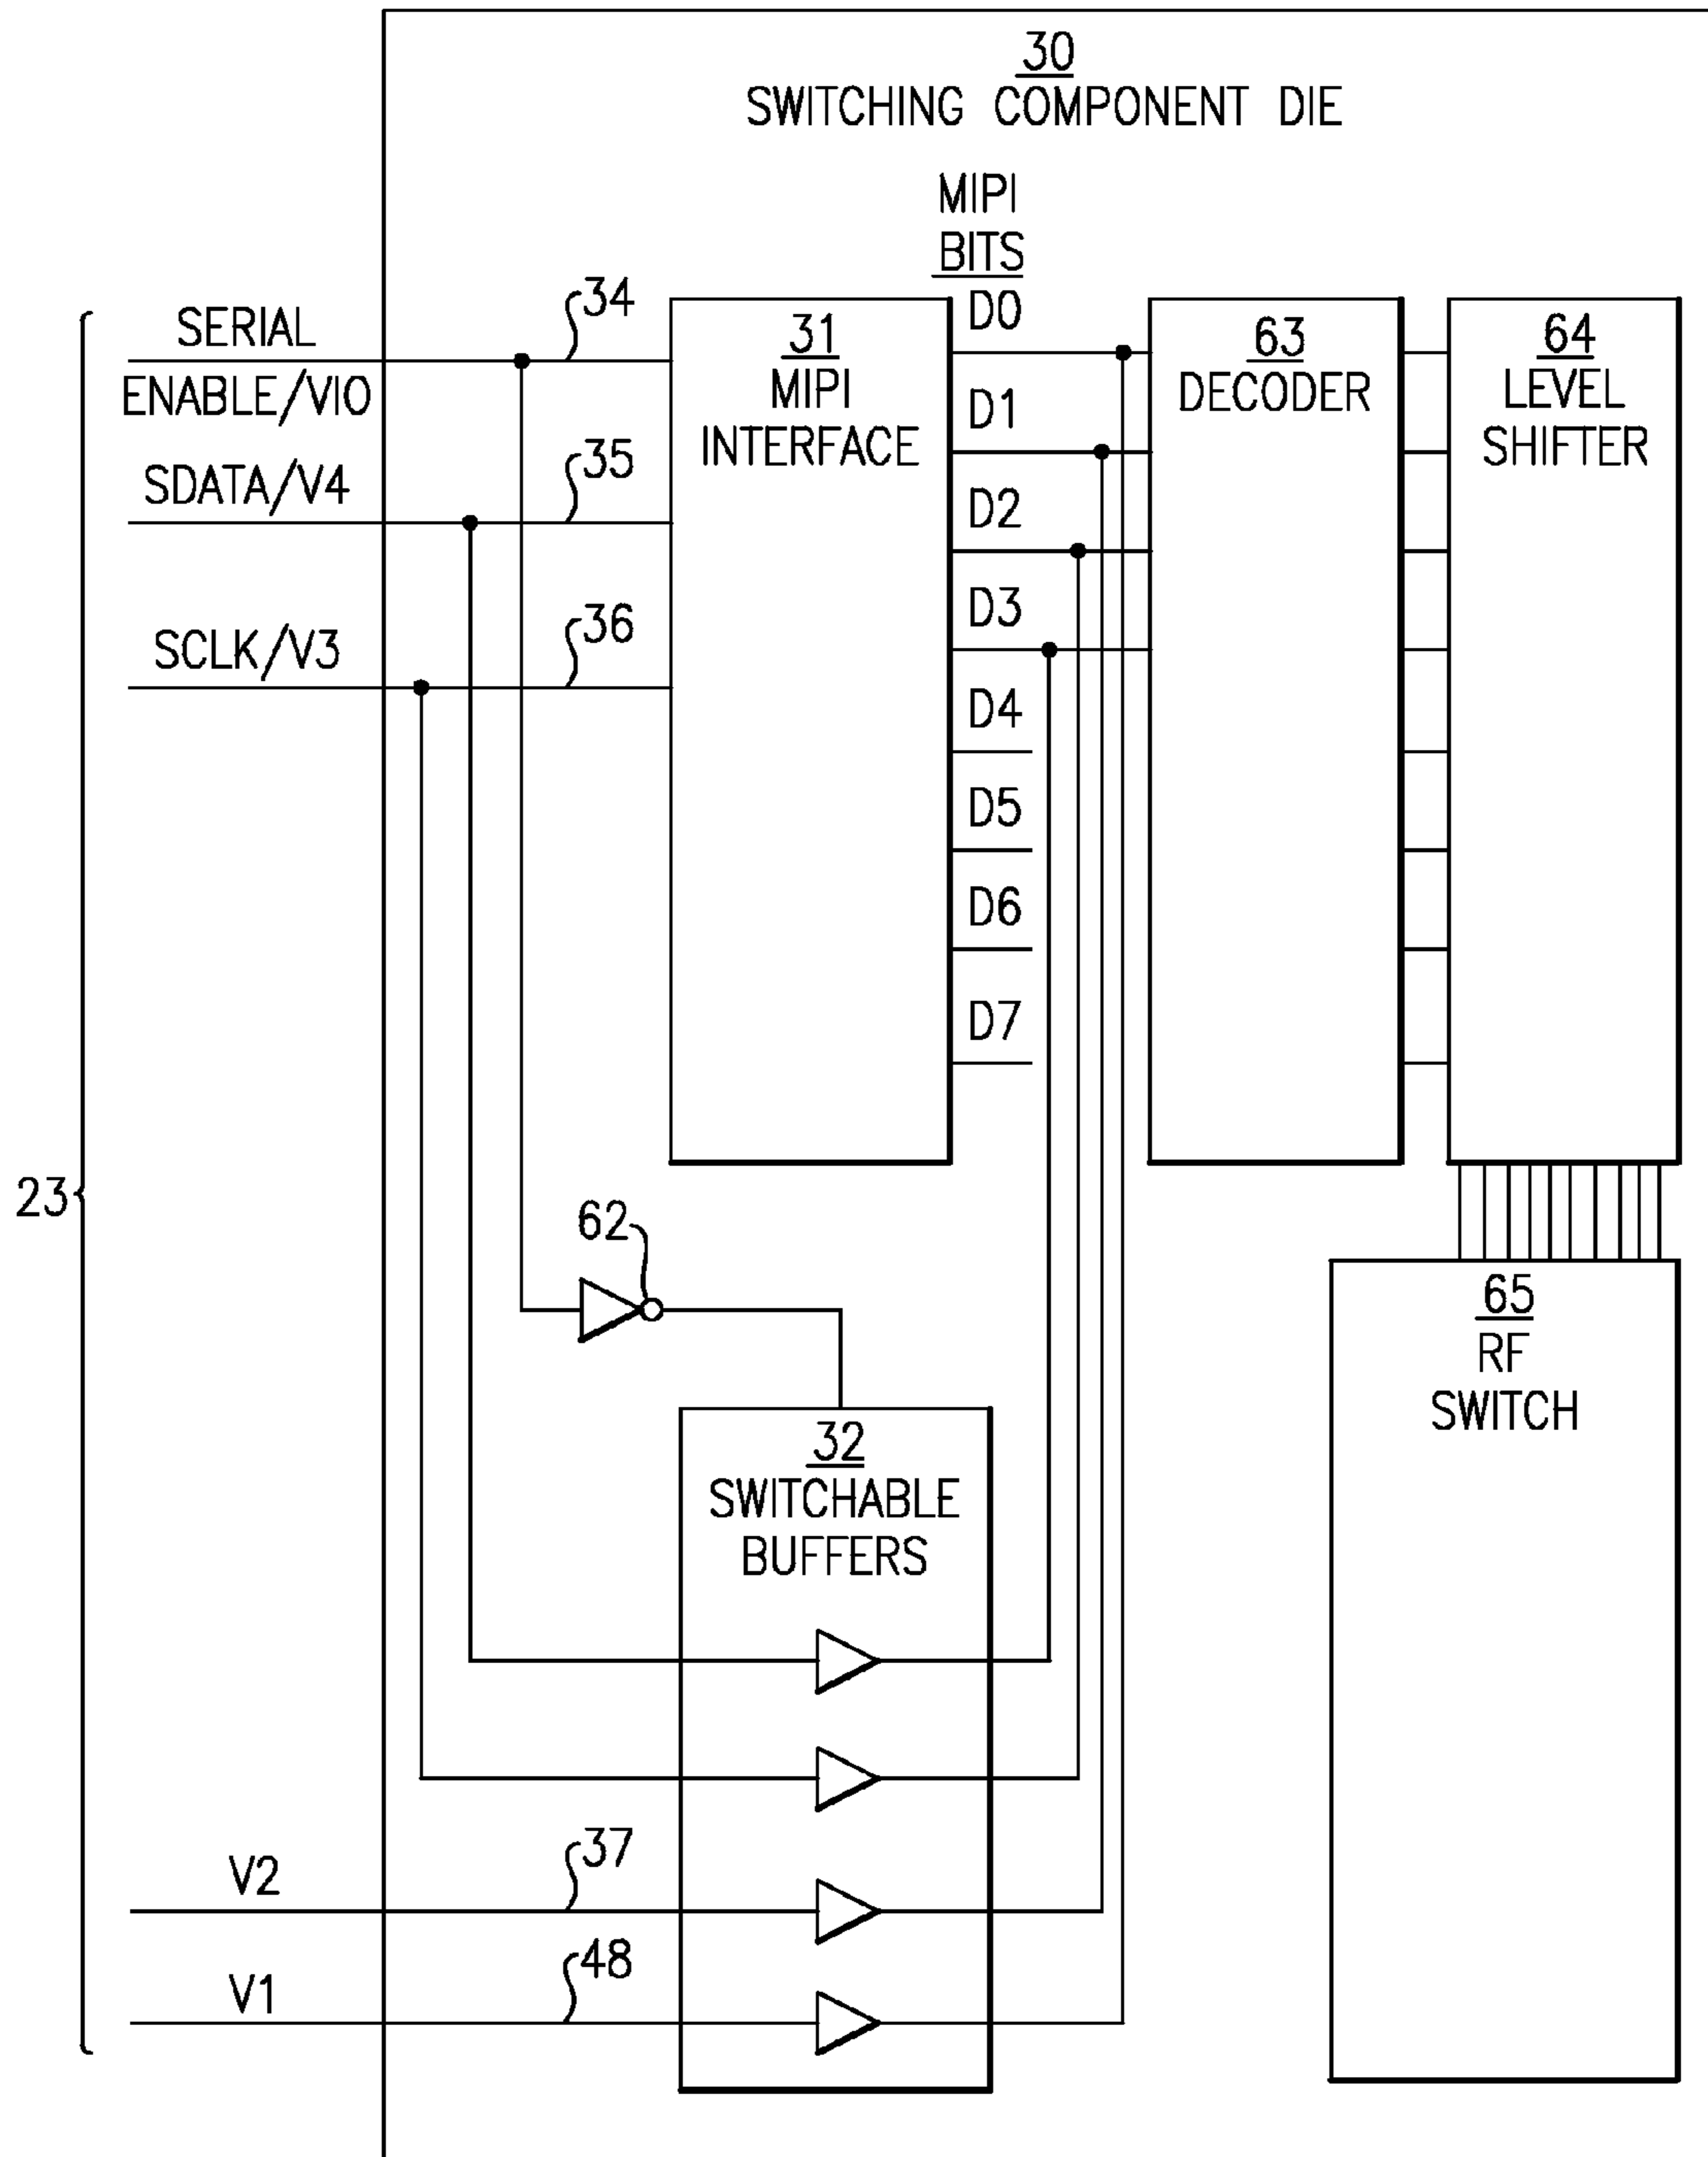 30
SWITCHING COMPONENT DIE
MIPI
BITS
SERIAL
ENABLE/VIO
34
SDATA/V4
35
SCLK/V3
36
31
MIPI
INTERFACE
D0
D1
D2
D3
D4
D5
D6
D7
63
DECODER
64
LEVEL
SHIFTER
23
62
65
RF
SWITCH
32
SWITCHABLE
BUFFERS
V2
37
V1
48